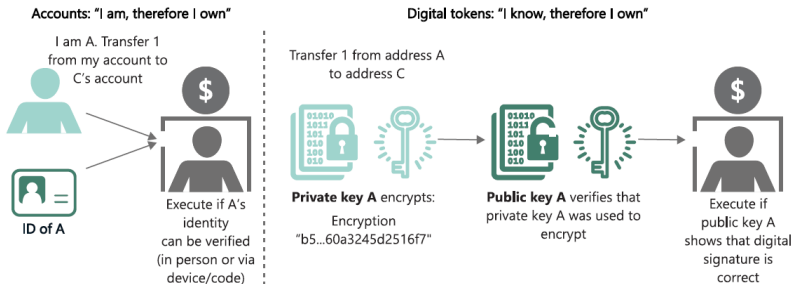 Accounts: "I am, therefore I own"
I am A. Transfer 1
from my account to
C's account
$
ID of A
Execute if A's
identity
can be verified
(in person or via
device/code)
Digital tokens: "I know, therefore I own"
Transfer 1 from address A
to address C
01010
1011
101
010
100
010
Private key A encrypts:
Encryption
"b5...60a3245d2516f7"
01010
1011
101
010
100
010
Public key A verifies that
private key A was used to
encrypt
$
Execute if
public key A
shows that digital
signature is
correct